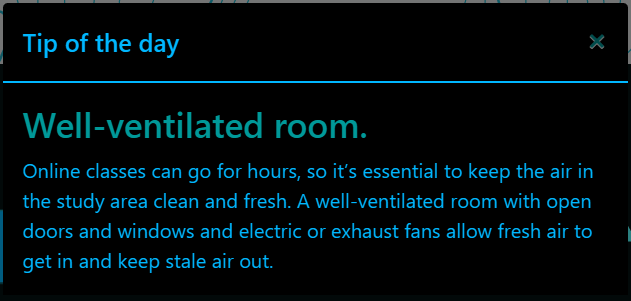 Tip of the day
Well-ventilated room.
Online classes can go for hours, so it’s essential to keep the air in
the study area clean and fresh. A well-ventilated room with open
doors and windows and electric or exhaust fans allow fresh air to
get in and keep stale air out.